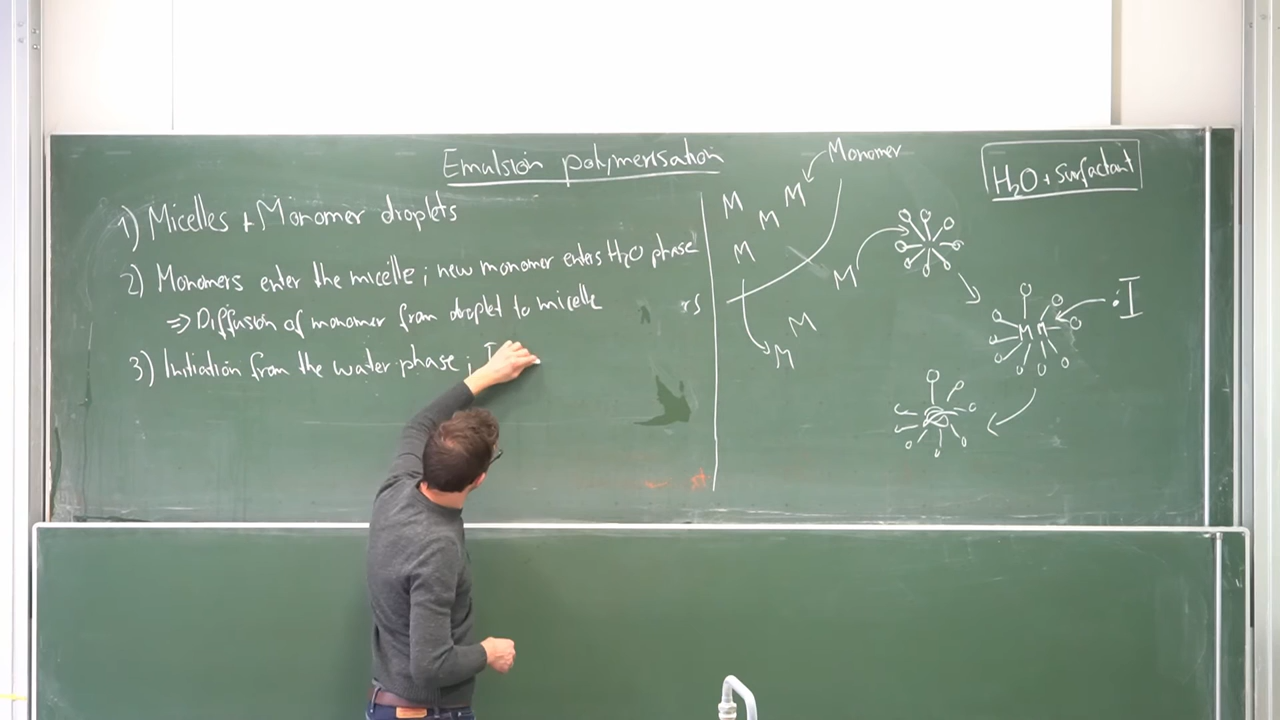 Emulsion polymerisation
1) Micelles + Monomer droplets
2) Monomers enter the micelle; new monomer enters H₂O phase
=> Diffusion of monomer from droplet to micelle
3) Initiation from the water phase; I
rs
Monomer
M
M
M
M
M
M
M
M M
·I
H₂O + Surfactant